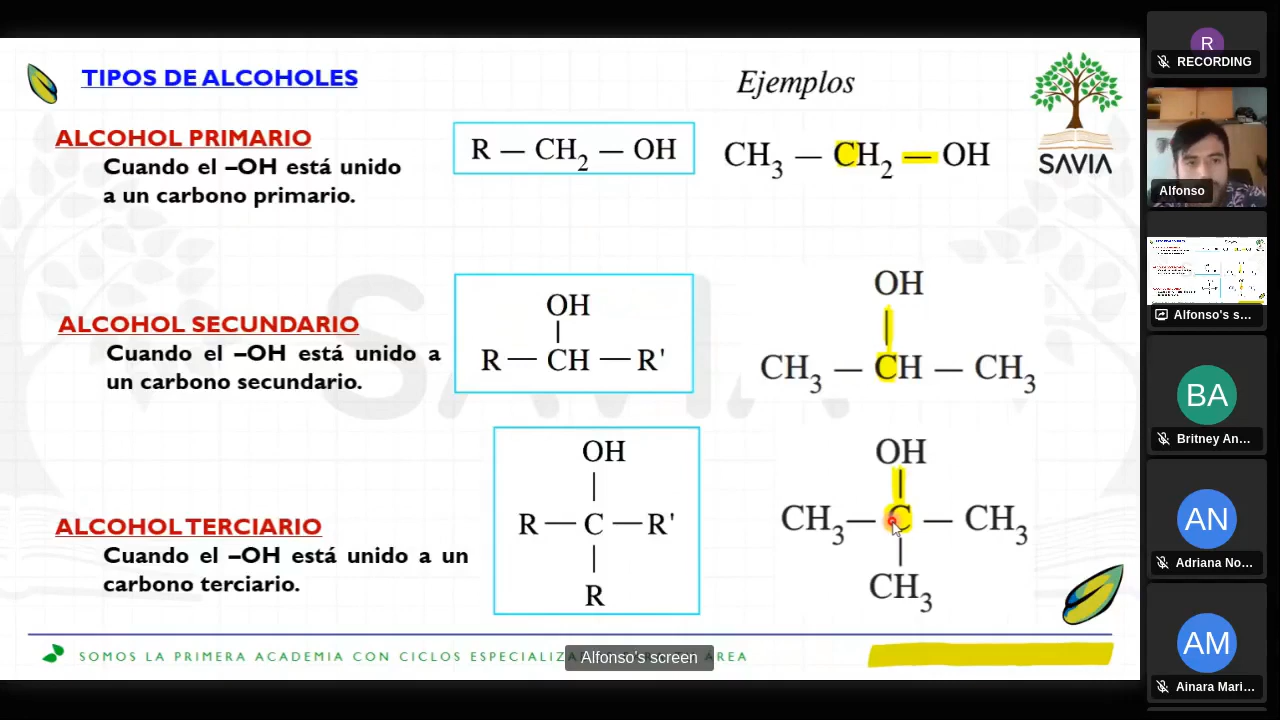 TIPOS DE ALCOHOLES
Ejemplos
SAVIA
ALCOHOL PRIMARIO
Cuando el –OH está unido
a un carbono primario.
R — CH₂ — OH
CH₃ — CH₂ — OH
ALCOHOL SECUNDARIO
Cuando el –OH está unido a
un carbono secundario.
OH
R — CH — R'
OH
CH₃ — CH — CH₃
ALCOHOL TERCIARIO
Cuando el –OH está unido a un
carbono terciario.
OH
R — C — R'
R
OH
CH₃ — C — CH₃
CH₃
SAVIA
SOMOS LA PRIMERA ACADEMIA CON CICLOS ESPECIALIZA
AREA
Alfonso's screen
R
RECORDING
Alfonso
Alfonso's s...
BA
Britney An...
AN
Adriana No...
AM
Ainara Mari...